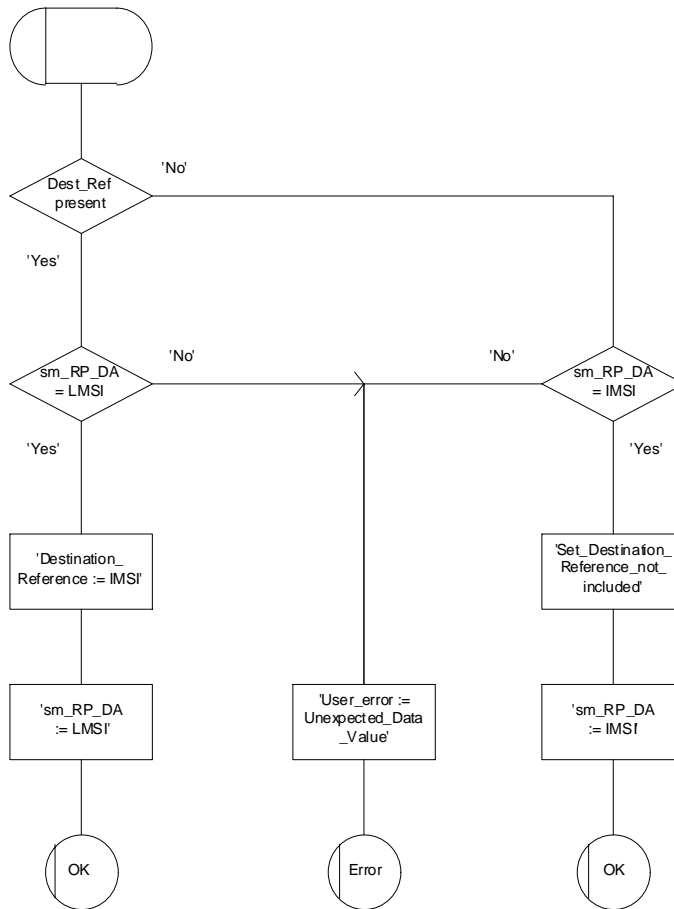 'No'
Dest_Ref
present
'Yes'
'No'
'No'
sm_RP_DA
= LMSI
sm_RP_DA
= IMSI
'Yes'
'Yes'
'Destination_
Reference := IMSI'
'Set_Destination_
Reference_not_
included'
'sm_RP_DA
:= LMSI'
'User_error :=
Unexpected_Data
_Value'
'sm_RP_DA
:= IMSI'
OK
Error
OK